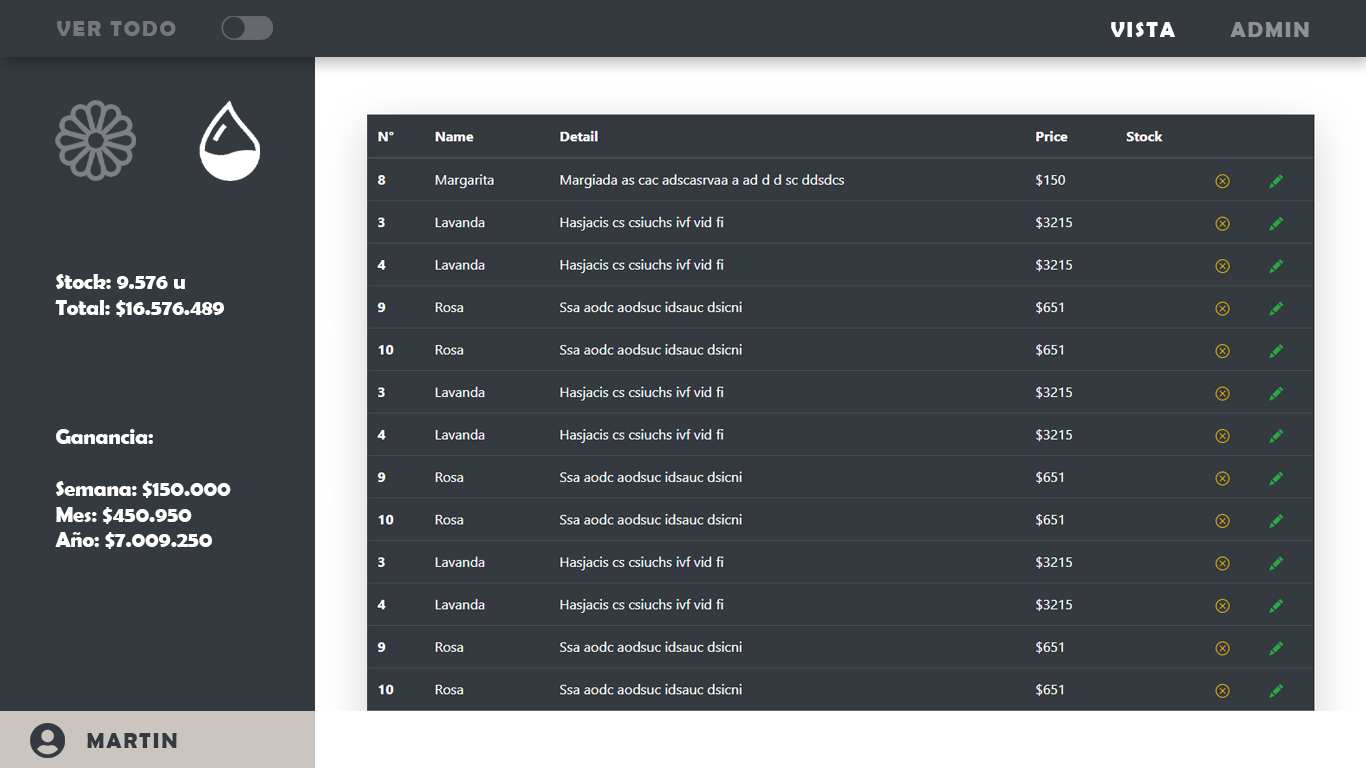 VER TODO VISTA ADMIN
Stock: 9.576 u
Total: $16.576.489
Ganancia:
Semana: $150.000
Mes: $450.950
Año: $7.009.250
MARTIN
N° Name Detail Price Stock
8 Margarita Margiada as cac adscasrvaa a ad d d sc ddsdcs $150
3 Lavanda Hasjacis cs csiuchs ivf vid fi $3215
4 Lavanda Hasjacis cs csiuchs ivf vid fi $3215
9 Rosa Ssa aodc aodsuc idsauc dsicni $651
10 Rosa Ssa aodc aodsuc idsauc dsicni $651
3 Lavanda Hasjacis cs csiuchs ivf vid fi $3215
4 Lavanda Hasjacis cs csiuchs ivf vid fi $3215
9 Rosa Ssa aodc aodsuc idsauc dsicni $651
10 Rosa Ssa aodc aodsuc idsauc dsicni $651
3 Lavanda Hasjacis cs csiuchs ivf vid fi $3215
4 Lavanda Hasjacis cs csiuchs ivf vid fi $3215
9 Rosa Ssa aodc aodsuc idsauc dsicni $651
10 Rosa Ssa aodc aodsuc idsauc dsicni $651